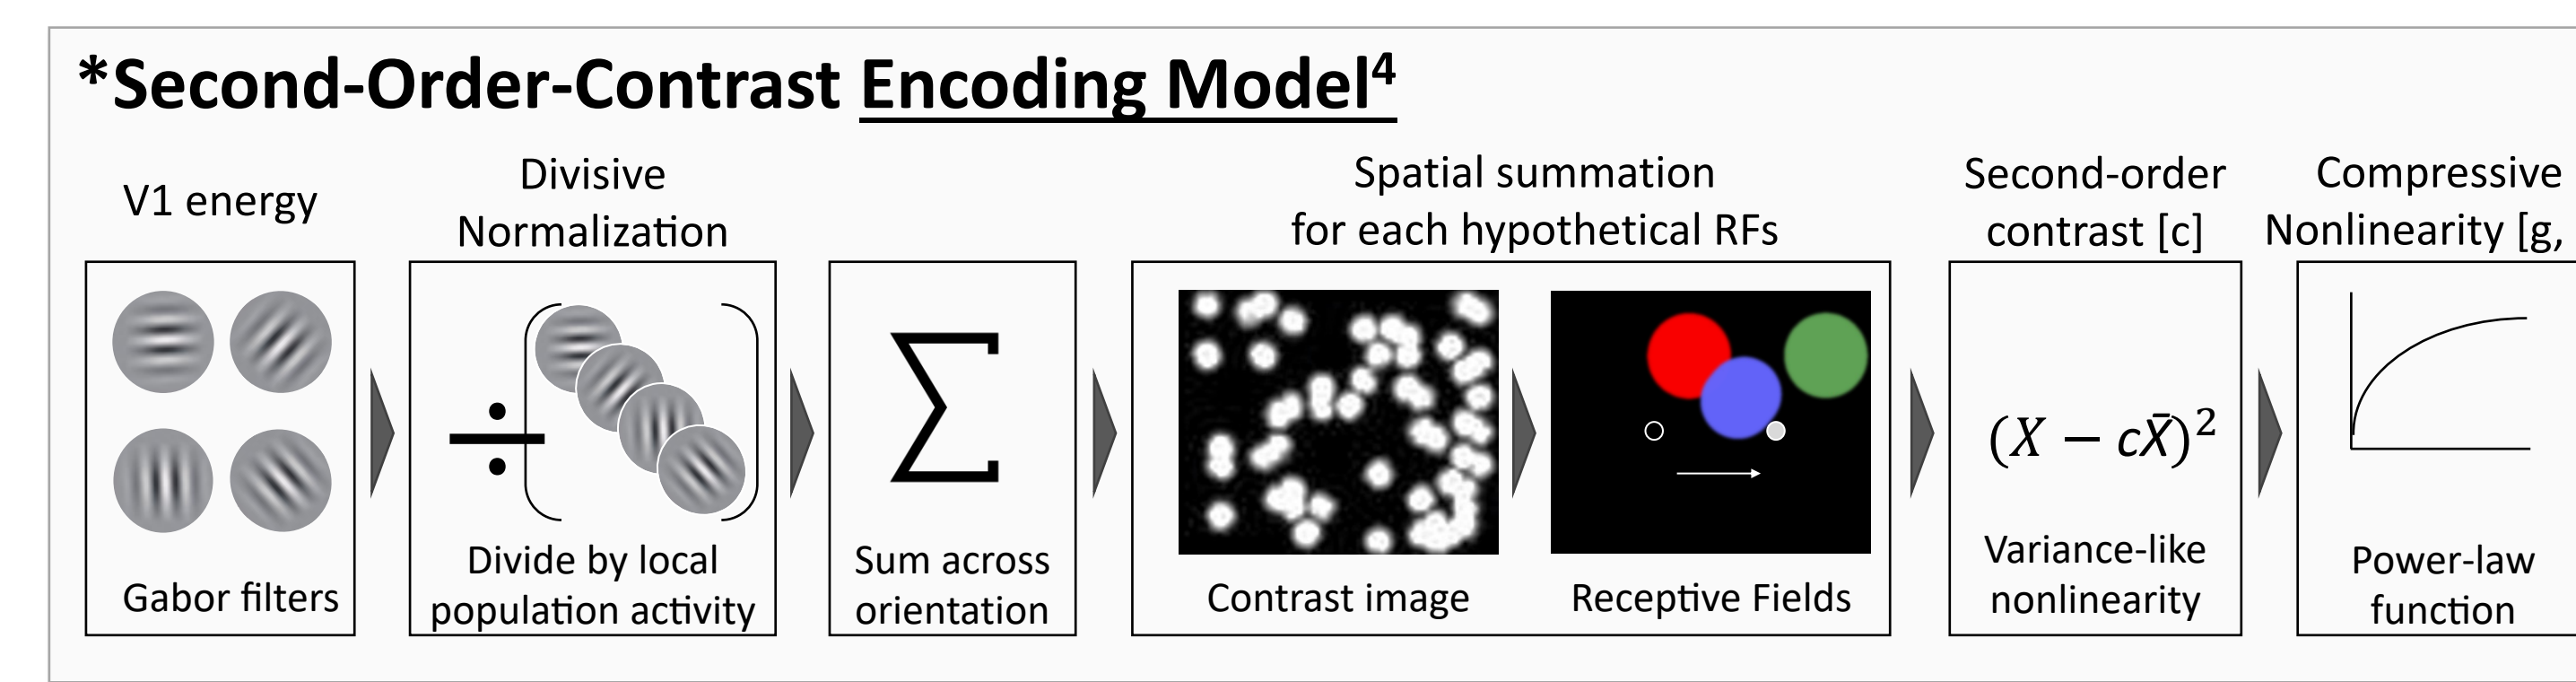 *Second-Order-Contrast Encoding Model⁴
V1 energy
Gabor filters
Divisive
Normalization
÷
Divide by local
population activity
∑
Sum across
orientation
Spatial summation
for each hypothetical RFs
Contrast image
Receptive Fields
Second-order
contrast [c]
(X − cX̄)²
Variance-like
nonlinearity
Compressive
Nonlinearity [g,
Power-law
function